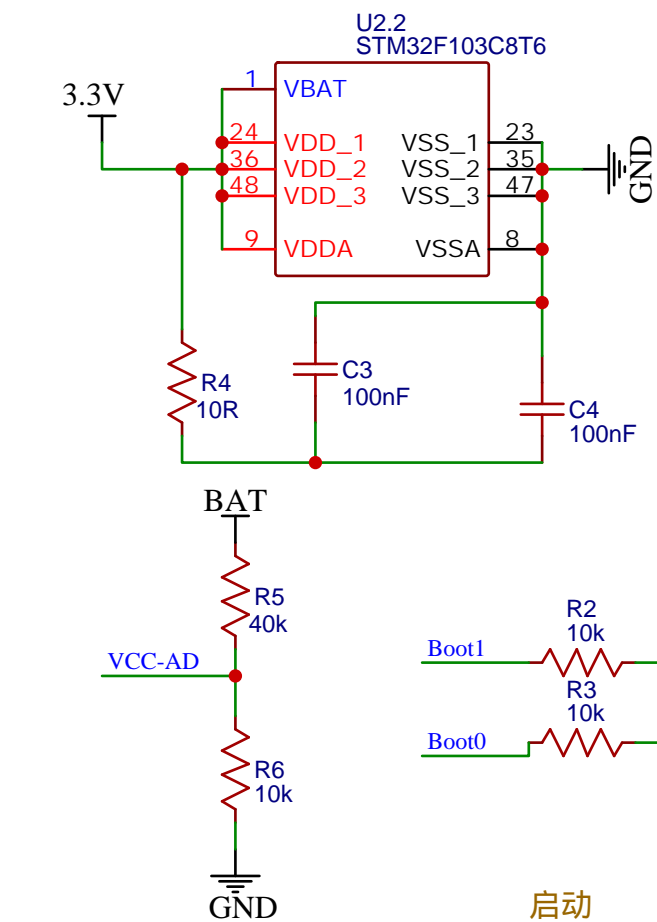 U2.2
STM32F103C8T6
3.3V
1 VBAT
24 VDD_1 VSS_1 23
36 VDD_2 VSS_2 35
48 VDD_3 VSS_3 47
9 VDDA VSSA 8
GND
R4
10R
C3
100nF
C4
100nF
BAT
R5
40k
VCC-AD
R6
10k
GND
R2
10k
Boot1
R3
10k
Boot0
启动